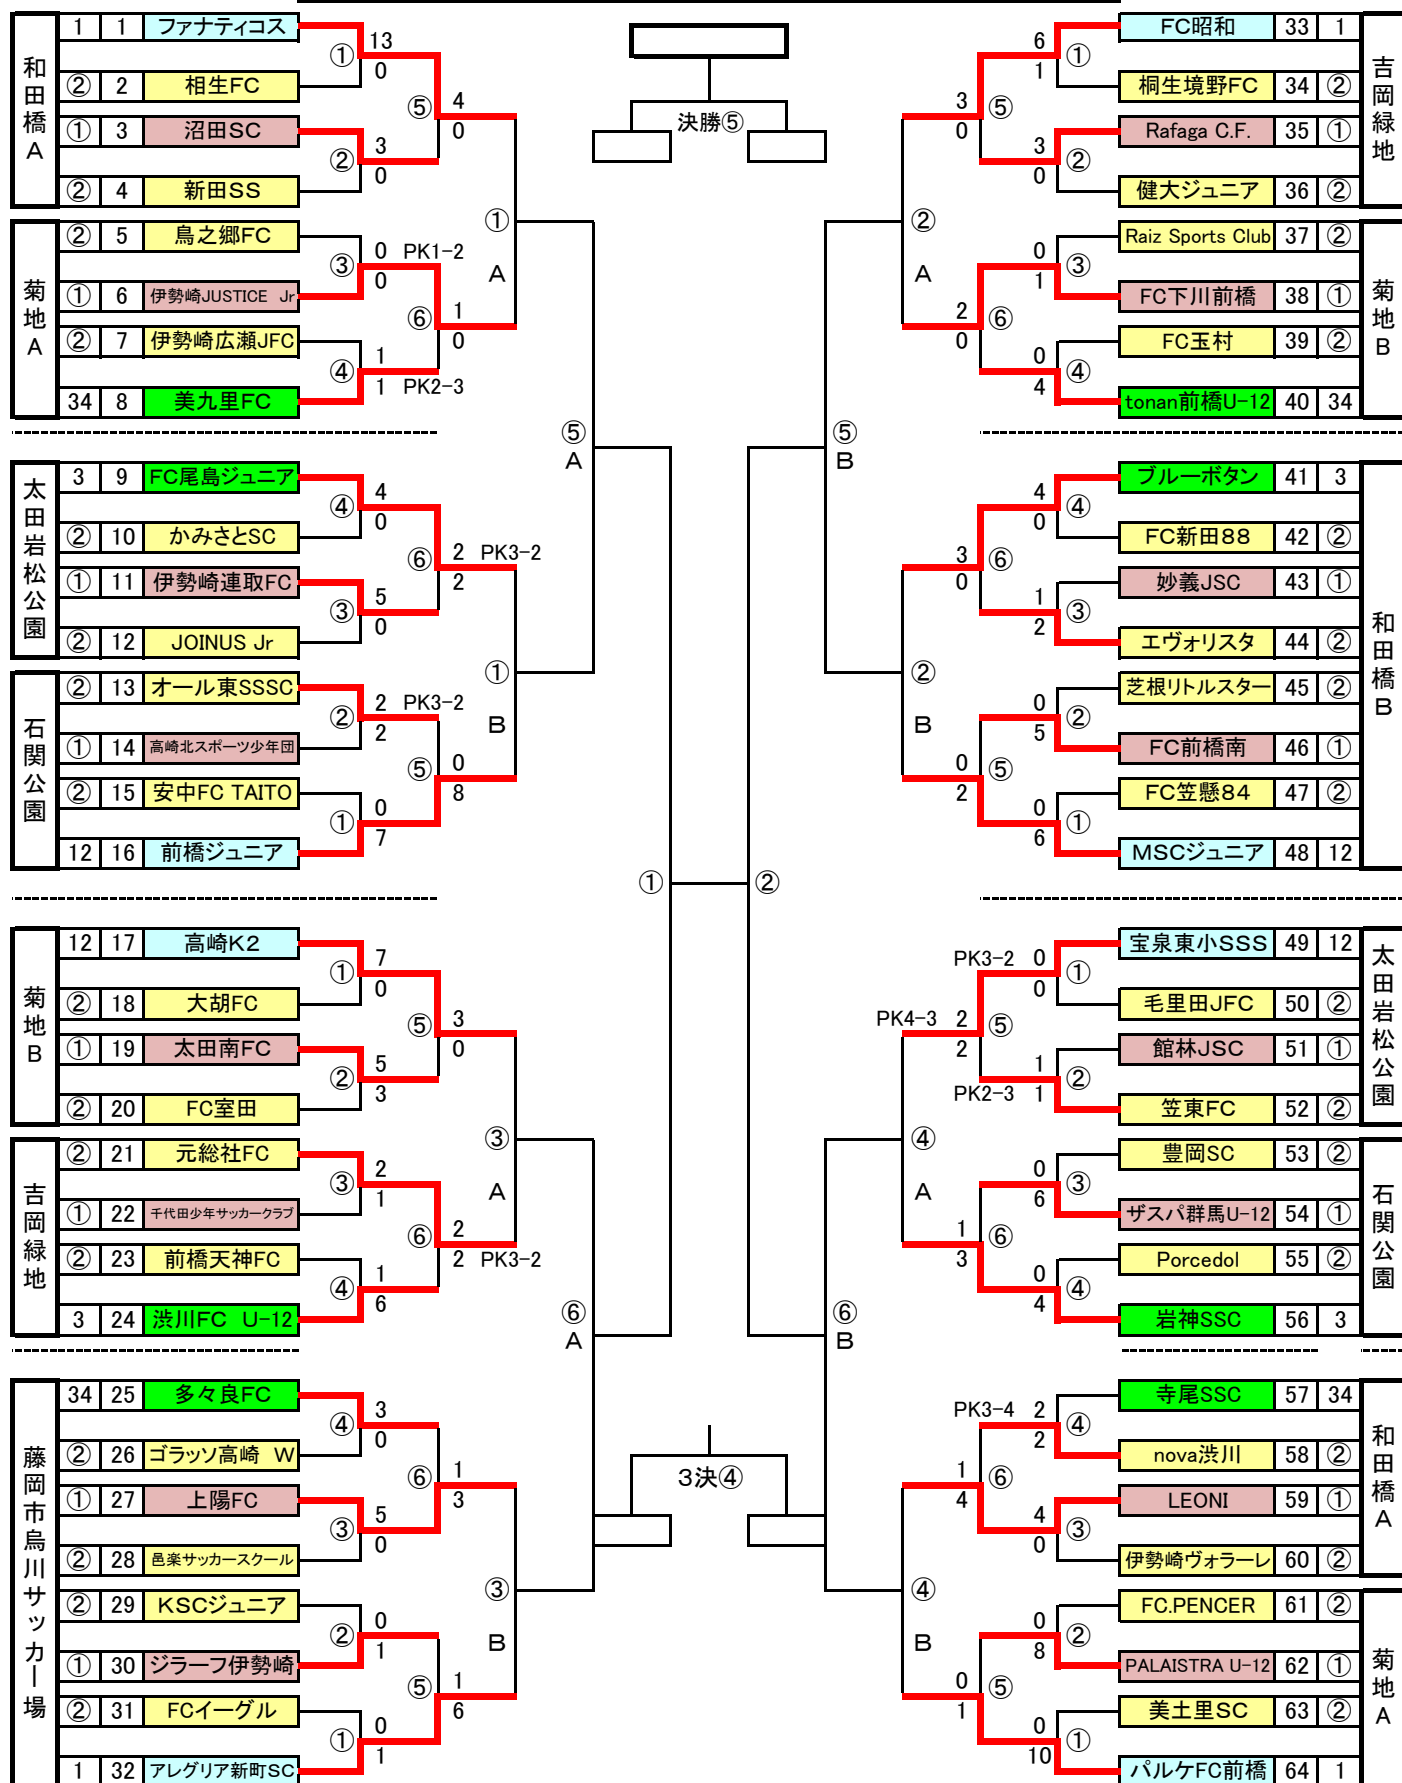 決勝⑤
和田橋A
1 1 ファナティコス
② 2 相生FC
① 3 沼田SC
② 4 新田SS
① 13 0
② 3 0
⑤ 4 0
菊地A
② 5 鳥之郷FC
① 6 伊勢崎JUSTICE Jr
② 7 伊勢崎広瀬JFC
34 8 美九里FC
③ 0 0 PK1-2
④ 1 1 PK2-3
⑥ 1 0
① A
太田岩松公園
3 9 FC尾島ジュニア
② 10 かみさとSC
① 11 伊勢崎連取FC
② 12 JOINUS Jr
④ 4 0
③ 5 0
⑥ 2 2 PK3-2
石関公園
② 13 オール東SSSC
① 14 高崎北スポーツ少年団
② 15 安中FC TAITO
12 16 前橋ジュニア
② 2 2 PK3-2
① 0 7
⑤ 0 8
① B
⑤ A
菊地B
12 17 高崎K2
② 18 大胡FC
① 19 太田南FC
② 20 FC室田
① 7 0
② 5 3
⑤ 3 0
吉岡緑地
② 21 元総社FC
① 22 千代田少年サッカークラブ
② 23 前橋天神FC
3 24 渋川FC U-12
③ 2 1
④ 1 6
⑥ 2 2 PK3-2
③ A
藤岡市烏川サッカー場
34 25 多々良FC
② 26 ゴラッソ高崎 W
① 27 上陽FC
② 28 邑楽サッカースクール
④ 3 0
③ 5 0
⑥ 1 3
② 29 KSCジュニア
① 30 ジラーフ伊勢崎
② 31 FCイーグル
1 32 アレグリア新町SC
② 0 1
① 0 1
⑤ 1 6
③ B
⑥ A
①
②
3決④
吉岡緑地
FC昭和 33 1
桐生境野FC 34 ②
Rafaga C.F. 35 ①
健大ジュニア 36 ②
6 1 ①
3 0 ②
3 0 ⑤
菊地B
Raiz Sports Club 37 ②
FC下川前橋 38 ①
FC玉村 39 ②
tonan前橋U-12 40 34
0 1 ③
0 4 ④
2 0 ⑥
② A
和田橋B
ブルーボタン 41 3
FC新田88 42 ②
妙義JSC 43 ①
エヴォリスタ 44 ②
4 0 ④
1 2 ③
3 0 ⑥
芝根リトルスター 45 ②
FC前橋南 46 ①
FC笠懸84 47 ②
MSCジュニア 48 12
0 5 ②
0 6 ①
0 2 ⑤
② B
⑤ B
太田岩松公園
宝泉東小SSS 49 12
毛里田JFC 50 ②
館林JSC 51 ①
笠東FC 52 ②
PK3-2 0 0 ①
PK2-3 1 1 ②
PK4-3 2 2 ⑤
石関公園
豊岡SC 53 ②
ザスパ群馬U-12 54 ①
Porcedol 55 ②
岩神SSC 56 3
0 6 ③
0 4 ④
1 3 ⑥
④ A
和田橋A
寺尾SSC 57 34
nova渋川 58 ②
LEONI 59 ①
伊勢崎ヴォラーレ 60 ②
PK3-4 2 2 ④
4 0 ③
1 4 ⑥
菊地A
FC.PENCER 61 ②
PALAISTRA U-12 62 ①
美土里SC 63 ②
パルケFC前橋 64 1
0 8 ②
0 10 ①
0 1 ⑤
④ B
⑥ B